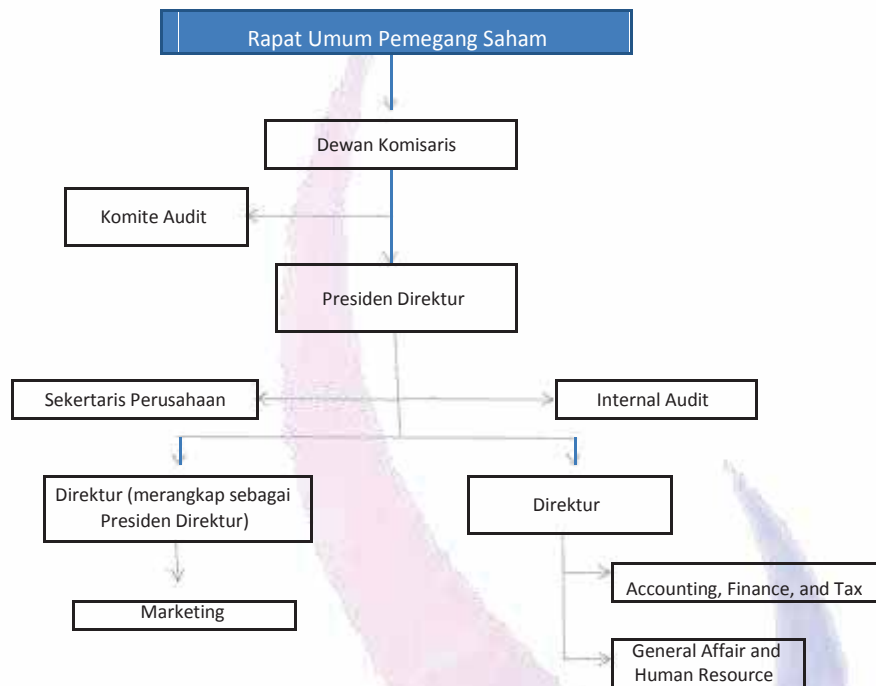 Rapat Umum Pemegang Saham
Dewan Komisaris
Komite Audit
Presiden Direktur
Sekertaris Perusahaan
Internal Audit
Direktur (merangkap sebagai
Presiden Direktur)
Direktur
Marketing
Accounting, Finance, and Tax
General Affair and
Human Resource